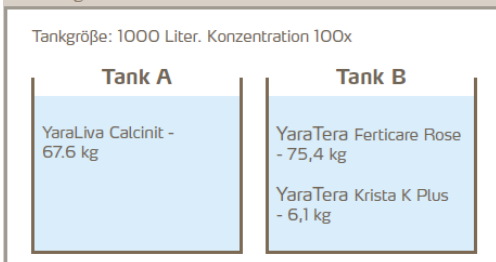 Tankgröße: 1000 Liter. Konzentration 100x
Tank A
YaraLiva Calcinit -
67.6 kg
Tank B
YaraTera Ferticare Rose
- 75,4 kg
YaraTera Krista K Plus
- 6,1 kg